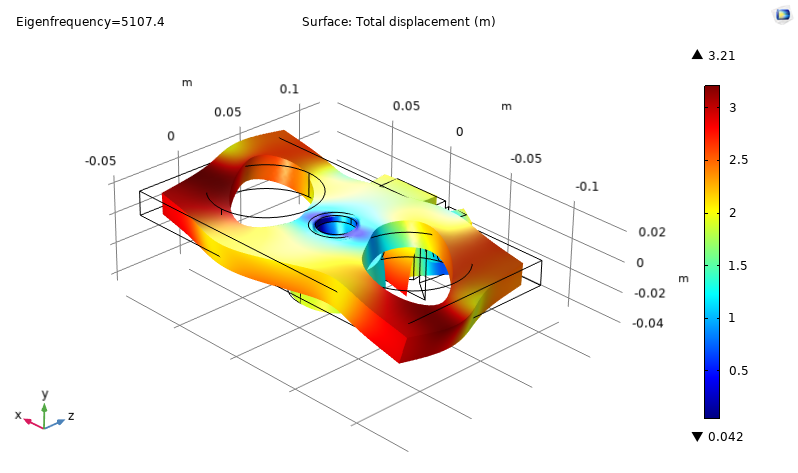 Eigenfrequency=5107.4
Surface: Total displacement (m)
▲ 3.21
m
0.1
0.05
0
-0.05
0.05
m
0
-0.05
-0.1
0.02
0
m
-0.02
-0.04
3
2.5
2
1.5
1
0.5
▼ 0.042
y
x
z